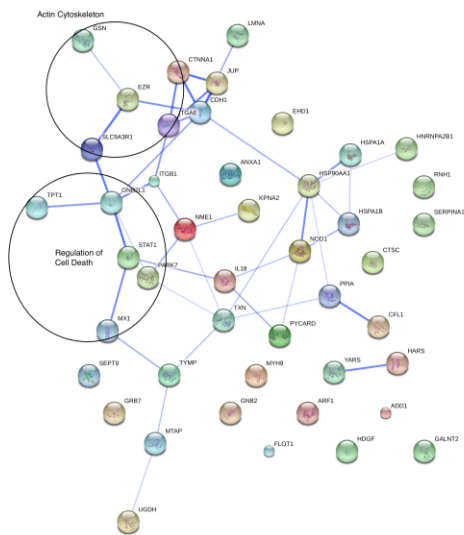 Actin Cytoskeleton
GSN
LMNA
CTNNA1
JUP
EZR
CDH1
ITGAE
EHD1
SLC9A3R1
HSPA1A
HNRNPA2B1
ANXA1
ITGB1
HSP90AA1
RNH1
KPNA2
GNB2L1
TPT1
HSPA1B
SERPINA1
NME1
Regulation of
Cell Death
STAT1
NOD1
CTSC
PARK7
IL18
PPIA
TXN
CFL1
MX1
PYCARD
SEPT9
TYMP
MYH9
YARS
HARS
GRB7
GNB2
ARF1
ADD1
MTAP
FLOT1
HDGF
GALNT2
UGDH